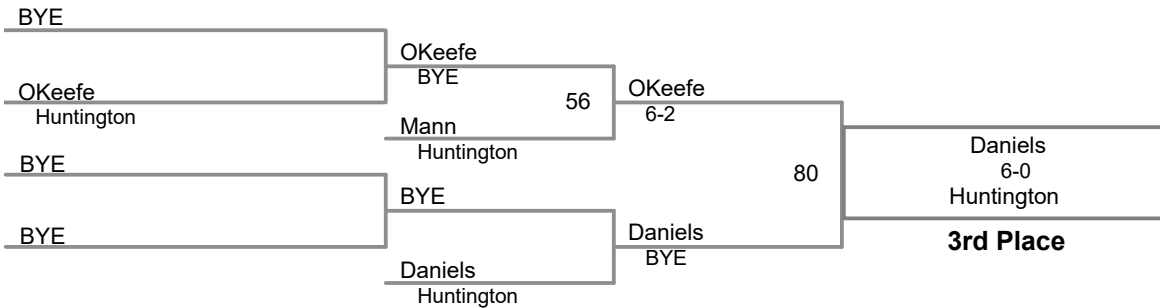 BYE
OKeefe
Huntington
BYE
BYE
OKeefe
BYE
56
Mann
Huntington
BYE
Daniels
Huntington
OKeefe
6-2
80
Daniels
BYE
Daniels
6-0
Huntington
3rd Place